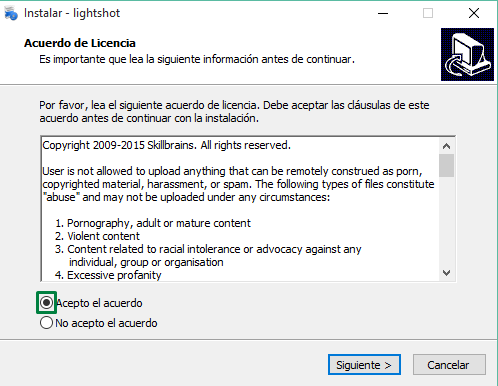 Instalar - lightshot
Acuerdo de Licencia
Es importante que lea la siguiente información antes de continuar.
Por favor, lea el siguiente acuerdo de licencia. Debe aceptar las cláusulas de este
acuerdo antes de continuar con la instalación.
Copyright 2009-2015 Skillbrains. All rights reserved.
User is not allowed to upload anything that can be remotely construed as porn,
copyrighted material, harassment, or spam. The following types of files constitute
"abuse" and may not be uploaded under any circumstances:
1. Pornography, adult or mature content
2. Violent content
3. Content related to racial intolerance or advocacy against any
individual, group or organisation
4. Excessive profanity
Acepto el acuerdo
No acepto el acuerdo
Siguiente >
Cancelar